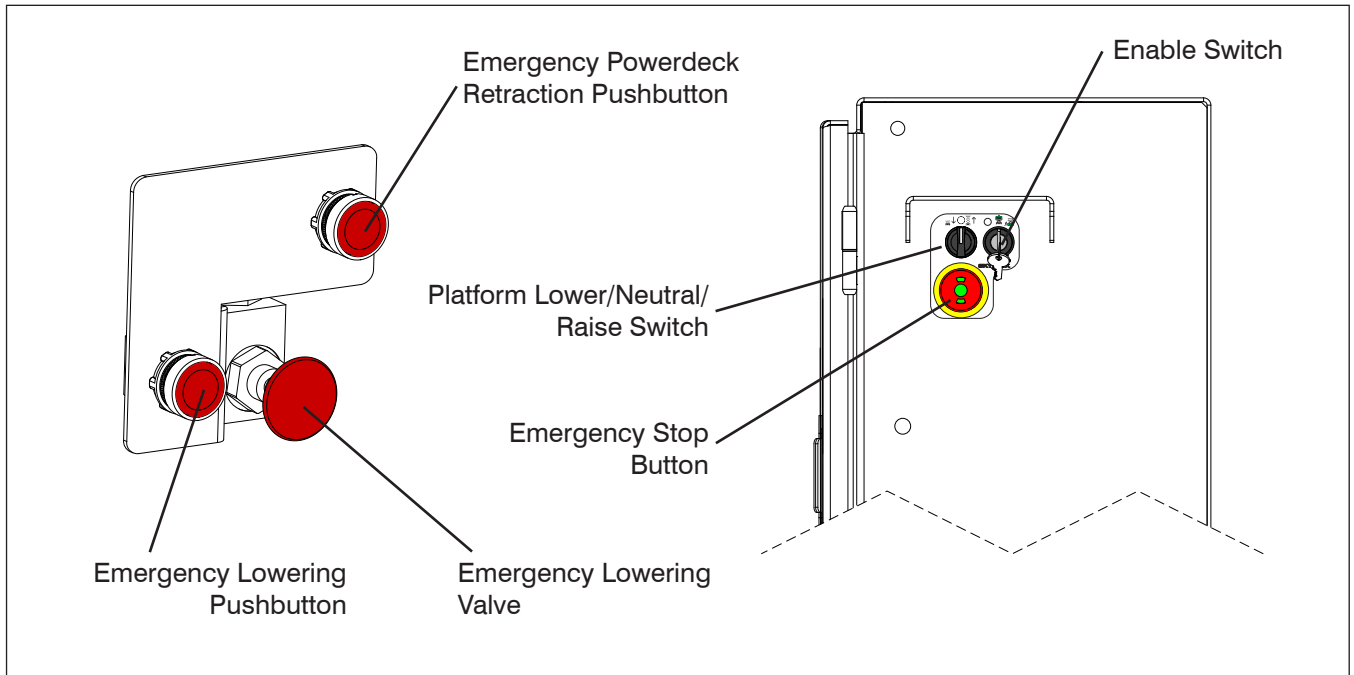 Emergency Powerdeck
Retraction Pushbutton
Enable Switch
Platform Lower/Neutral/
Raise Switch
Emergency Stop
Button
Emergency Lowering
Pushbutton
Emergency Lowering
Valve